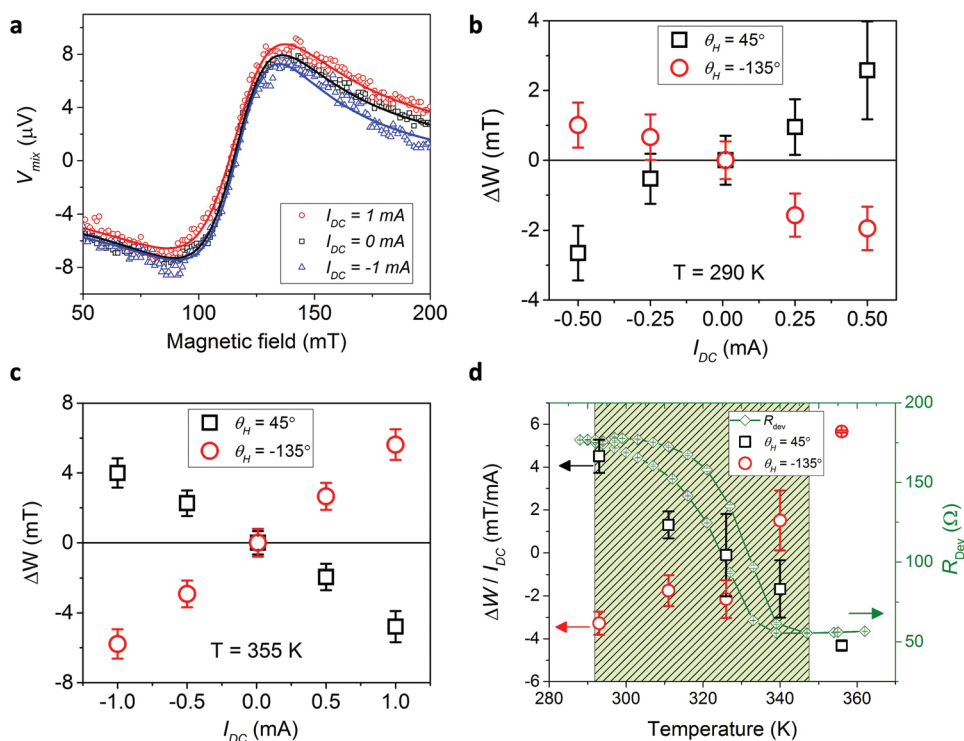 a
V_mix (μV)
8
4
0
-4
-8
I_DC = 1 mA
I_DC = 0 mA
I_DC = -1 mA
50 100 150 200
Magnetic field (mT)
b
ΔW (mT)
4
2
0
-2
-4
θ_H = 45°
θ_H = -135°
T = 290 K
-0.50 -0.25 0.00 0.25 0.50
I_DC (mA)
c
ΔW (mT)
8
4
0
-4
-8
θ_H = 45°
θ_H = -135°
T = 355 K
-1.0 -0.5 0.0 0.5 1.0
I_DC (mA)
d
ΔW / I_DC (mT/mA)
6
4
2
0
-2
-4
-6
R_dev
θ_H = 45°
θ_H = -135°
200
150
100
50
R_Dev (Ω)
280 300 320 340 360
Temperature (K)